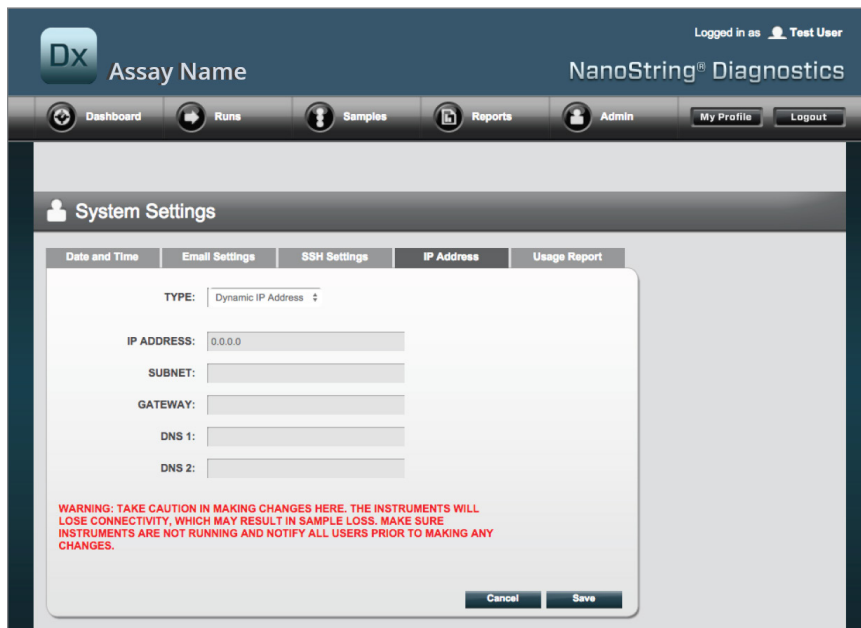 Logged in as Test User
Dx
Assay Name
NanoString® Diagnostics
Dashboard Runs Samples Reports Admin My Profile Logout
System Settings
Date and Time Email Settings SSH Settings IP Address Usage Report
TYPE: Dynamic IP Address
IP ADDRESS: 0.0.0.0
SUBNET:
GATEWAY:
DNS 1:
DNS 2:
WARNING: TAKE CAUTION IN MAKING CHANGES HERE. THE INSTRUMENTS WILL
LOSE CONNECTIVITY, WHICH MAY RESULT IN SAMPLE LOSS. MAKE SURE
INSTRUMENTS ARE NOT RUNNING AND NOTIFY ALL USERS PRIOR TO MAKING ANY
CHANGES.
Cancel Save